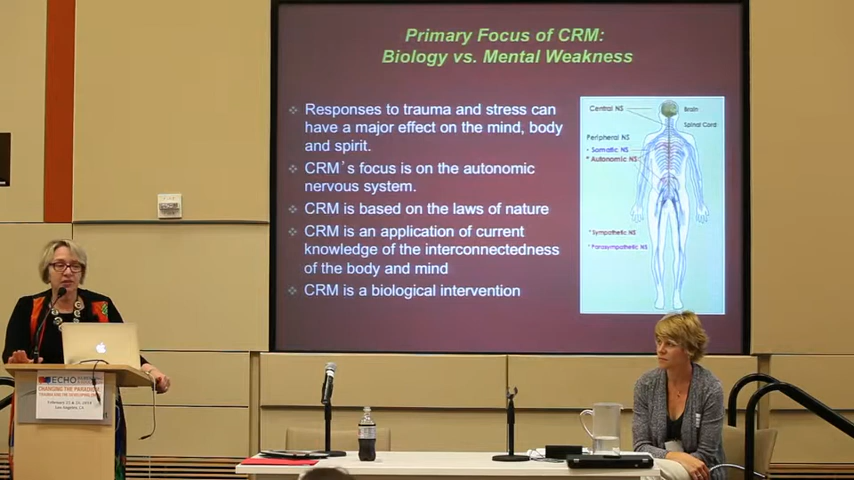 Primary Focus of CRM:
Biology vs. Mental Weakness
Responses to trauma and stress can
have a major effect on the mind, body
and spirit.
CRM's focus is on the autonomic
nervous system.
CRM is based on the laws of nature
CRM is an application of current
knowledge of the interconnectedness
of the body and mind
CRM is a biological intervention
Central NS
Brain
Spinal Cord
Peripheral NS
Somatic NS
Autonomic NS
Sympathetic NS
Parasympathetic NS
ECHO
CHANGING THE PARADIGM